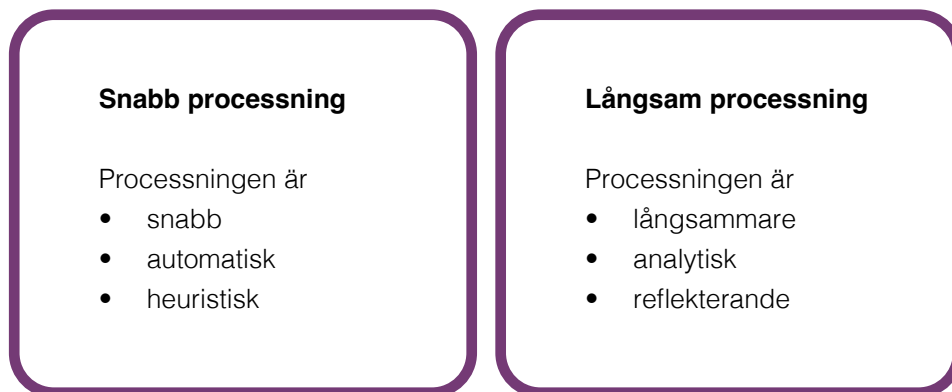 Snabb processning
Processningen är
• snabb
• automatisk
• heuristisk
Långsam processning
Processningen är
• långsammare
• analytisk
• reflekterande